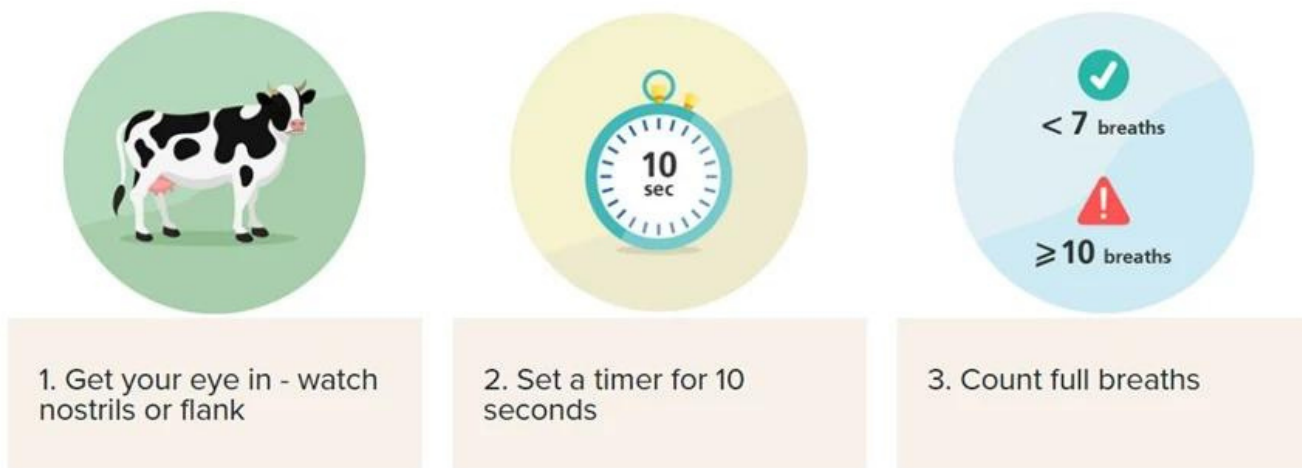 10
sec
< 7 breaths
!
⩾10 breaths
1. Get your eye in - watch
nostrils or flank
2. Set a timer for 10
seconds
3. Count full breaths